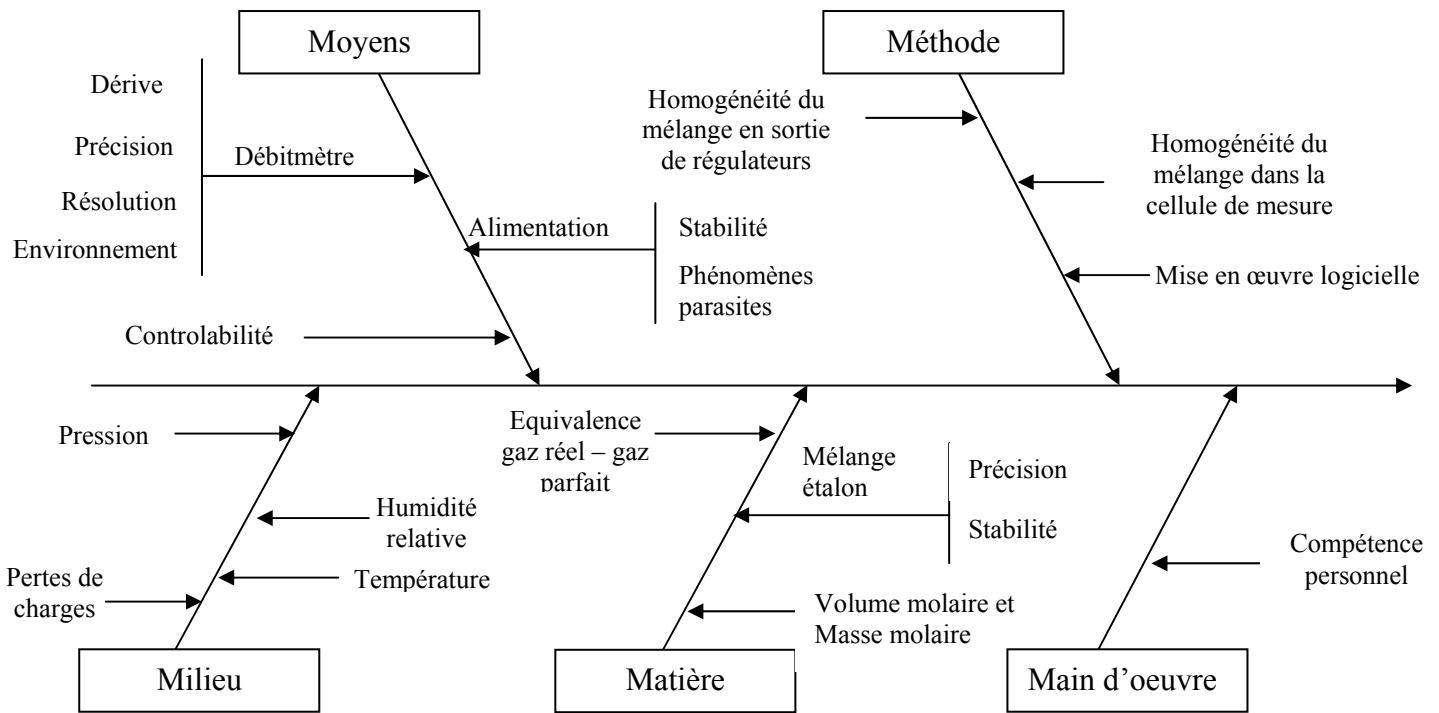 Moyens
Méthode
Dérive
Précision
Résolution
Environnement
Débitmètre
Alimentation
Stabilité
Phénomènes
parasites
Controlabilité
Homogénéité du
mélange en sortie
de régulateurs
Homogénéité du
mélange dans la
cellule de mesure
Mise en œuvre logicielle
Pression
Humidité
relative
Température
Pertes de
charges
Equivalence
gaz réel – gaz
parfait
Mélange
étalon
Précision
Stabilité
Volume molaire et
Masse molaire
Compétence
personnel
Milieu
Matière
Main d'oeuvre